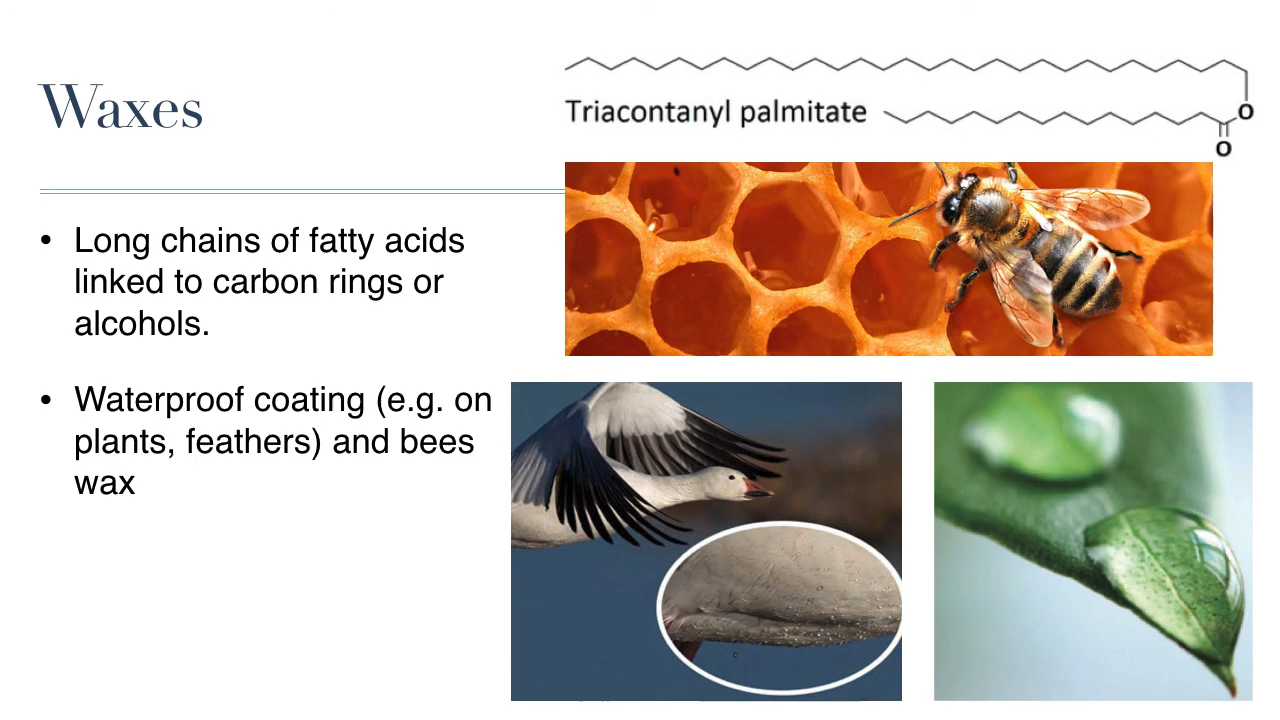 Waxes
Triacontanyl palmitate
O
O
• Long chains of fatty acids
linked to carbon rings or
alcohols.
• Waterproof coating (e.g. on
plants, feathers) and bees
wax